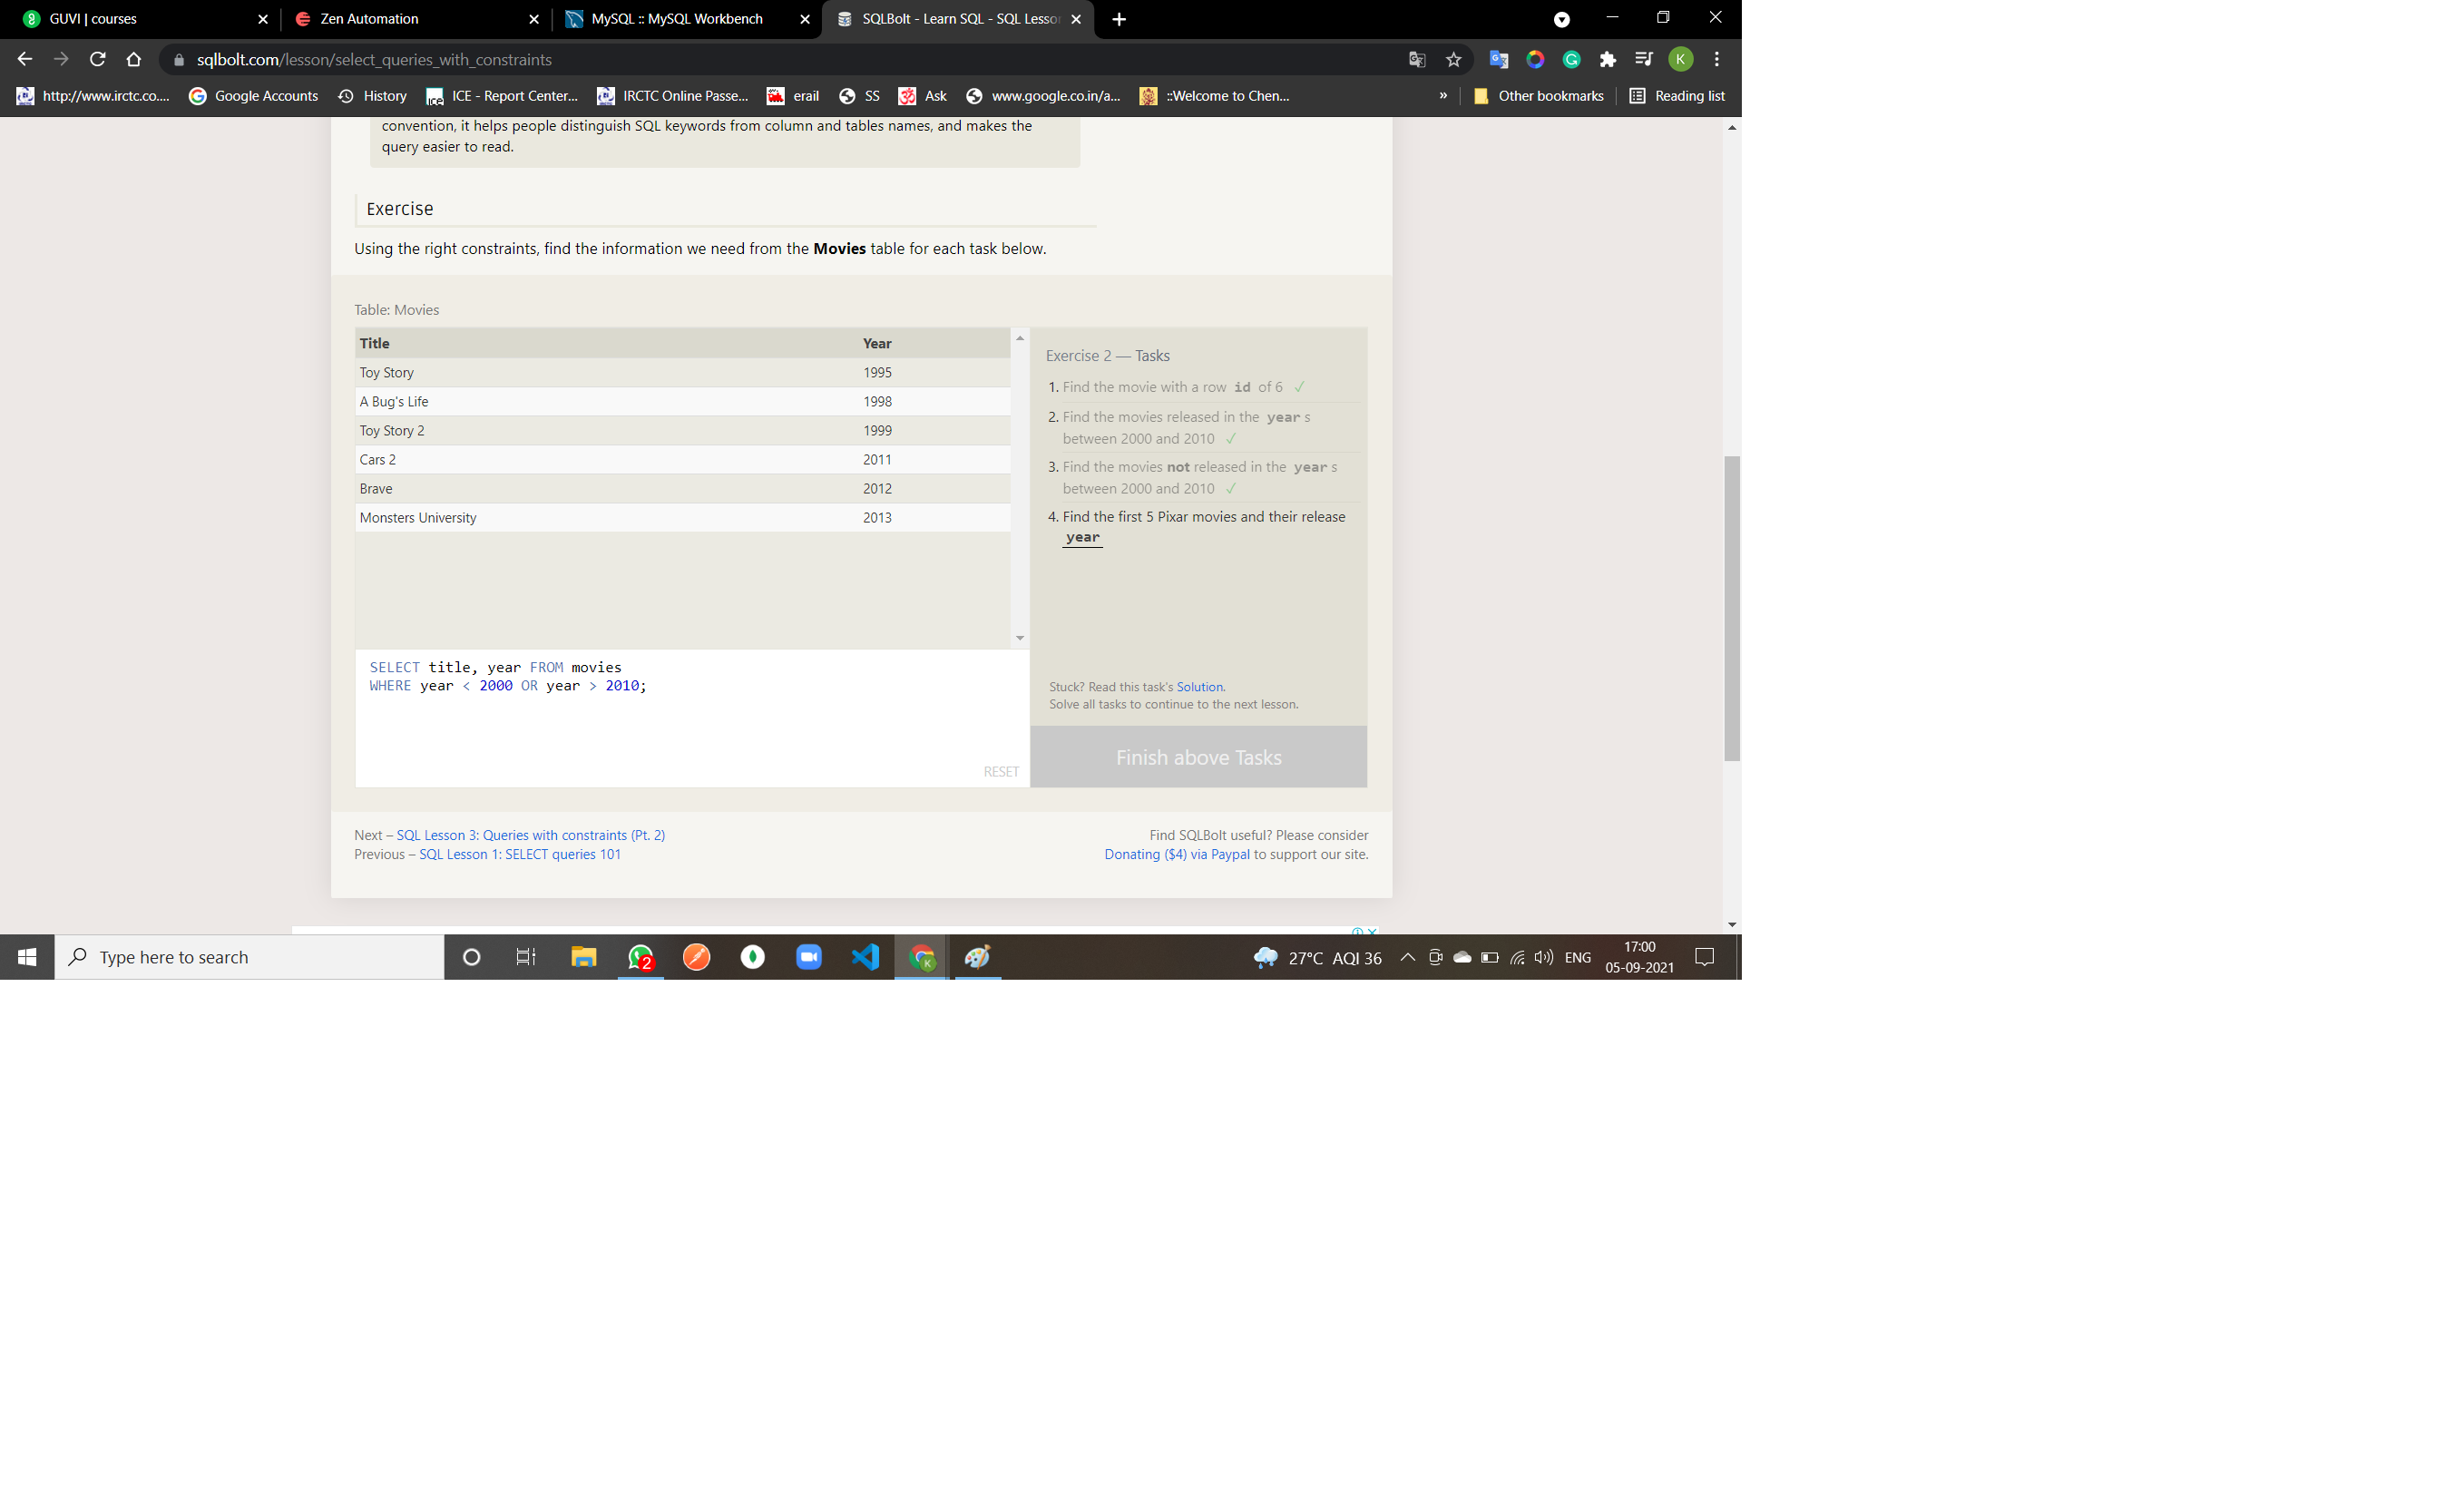 GUVI | courses
Zen Automation
MySQL :: MySQL Workbench
SQLBolt - Learn SQL - SQL Lesso
sqlbolt.com/lesson/select_queries_with_constraints
K
http://www.irctc.co....
Google Accounts
History
ICE - Report Center...
IRCTC Online Passe...
erail
SS
Ask
www.google.co.in/a...
::Welcome to Chen...
»
Other bookmarks
Reading list
convention, it helps people distinguish SQL keywords from column and tables names, and makes the
query easier to read.
Exercise
Using the right constraints, find the information we need from the Movies table for each task below.
Table: Movies
Title Year
Toy Story 1995
A Bug's Life 1998
Toy Story 2 1999
Cars 2 2011
Brave 2012
Monsters University 2013
SELECT title, year FROM movies
WHERE year < 2000 OR year > 2010;
RESET
Exercise 2 — Tasks
1. Find the movie with a row id of 6 ✓
2. Find the movies released in the year s
between 2000 and 2010 ✓
3. Find the movies not released in the year s
between 2000 and 2010 ✓
4. Find the first 5 Pixar movies and their release
year
Stuck? Read this task's Solution.
Solve all tasks to continue to the next lesson.
Finish above Tasks
Next – SQL Lesson 3: Queries with constraints (Pt. 2)
Previous – SQL Lesson 1: SELECT queries 101
Find SQLBolt useful? Please consider
Donating ($4) via Paypal to support our site.
Type here to search
2
K
27°C AQI 36
ENG
17:00
05-09-2021